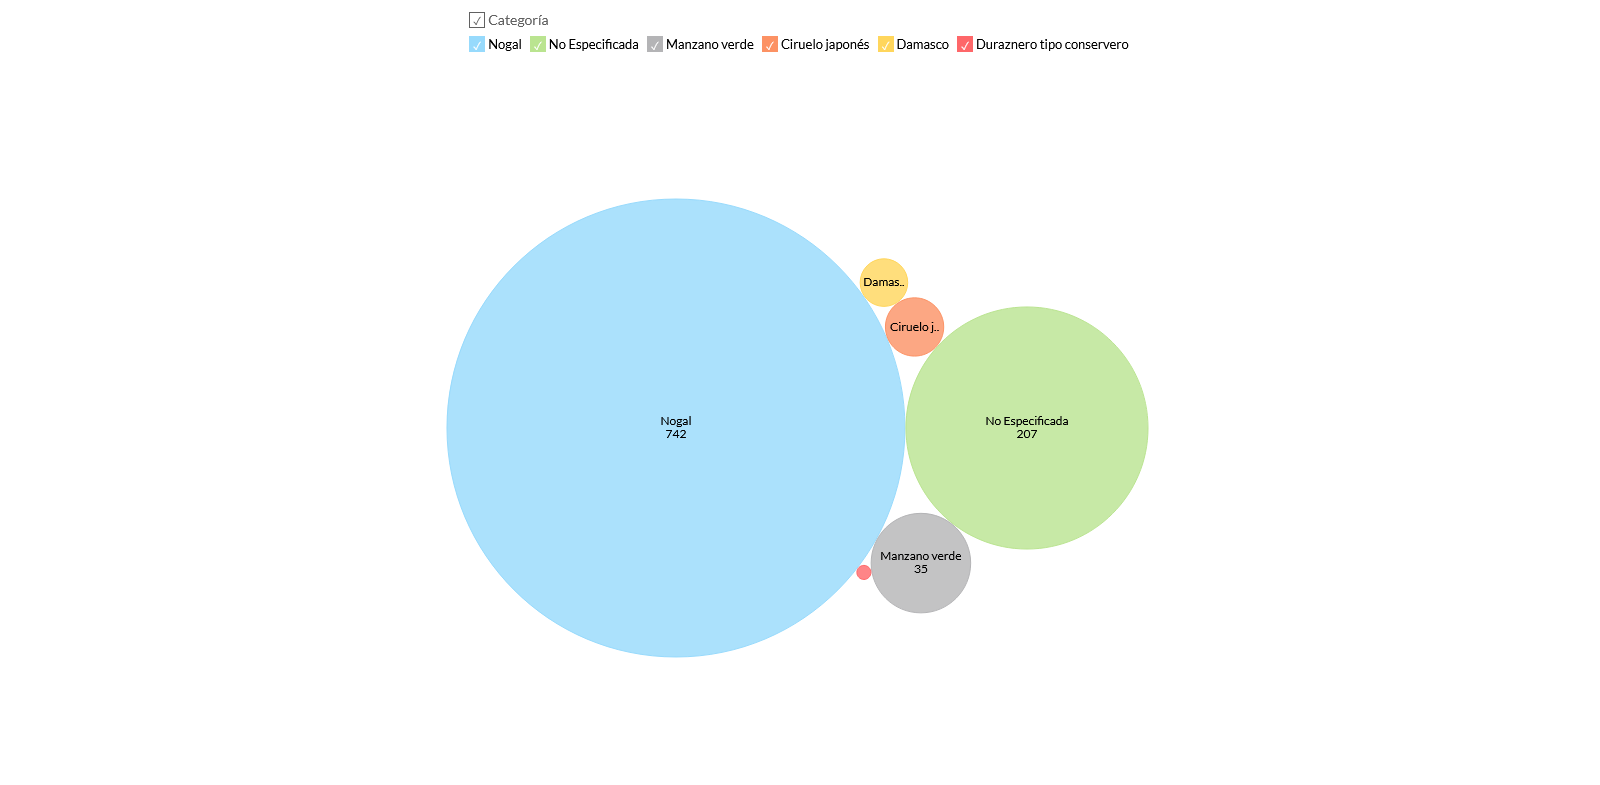 Categoría
Nogal No Especificada Manzano verde Ciruelo japonés Damasco Duraznero tipo conservero
Damas..
Ciruelo j..
Nogal
742
No Especificada
207
Manzano verde
35